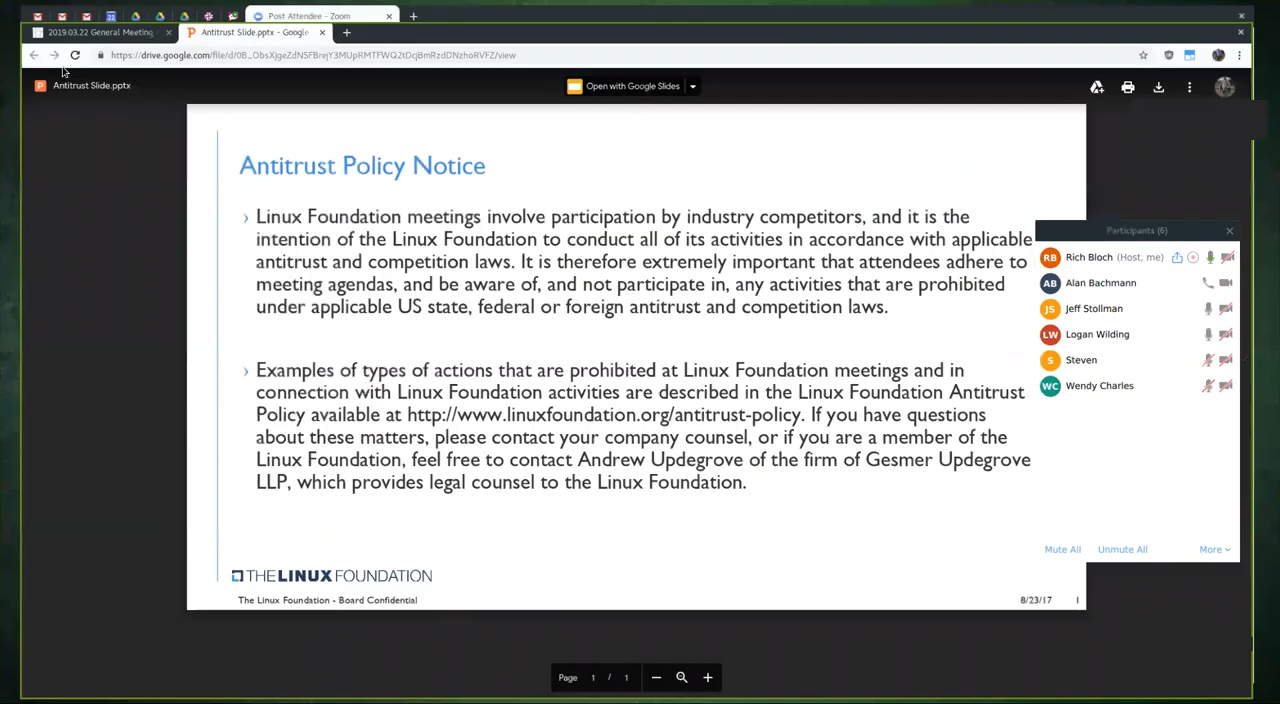 Post Attendee - Zoom
2019.03.22 General Meeting
Antitrust Slide.pptx - Google
https://drive.google.com/file/d/0B_ObsXjgeZdNSFBrejY3MUpRMTFWQ2tDcjBmRzdDNzhoRVFZ/view
Antitrust Slide.pptx
Open with Google Slides
Antitrust Policy Notice
› Linux Foundation meetings involve participation by industry competitors, and it is the
intention of the Linux Foundation to conduct all of its activities in accordance with applicable
antitrust and competition laws. It is therefore extremely important that attendees adhere to
meeting agendas, and be aware of, and not participate in, any activities that are prohibited
under applicable US state, federal or foreign antitrust and competition laws.
› Examples of types of actions that are prohibited at Linux Foundation meetings and in
connection with Linux Foundation activities are described in the Linux Foundation Antitrust
Policy available at http://www.linuxfoundation.org/antitrust-policy. If you have questions
about these matters, please contact your company counsel, or if you are a member of the
Linux Foundation, feel free to contact Andrew Updegrove of the firm of Gesmer Updegrove
LLP, which provides legal counsel to the Linux Foundation.
THE LINUX FOUNDATION
The Linux Foundation - Board Confidential
8/23/17 1
Participants (6)
RB Rich Bloch (Host, me)
AB Alan Bachmann
JS Jeff Stollman
LW Logan Wilding
S Steven
WC Wendy Charles
Mute All Unmute All More
Page 1 / 1